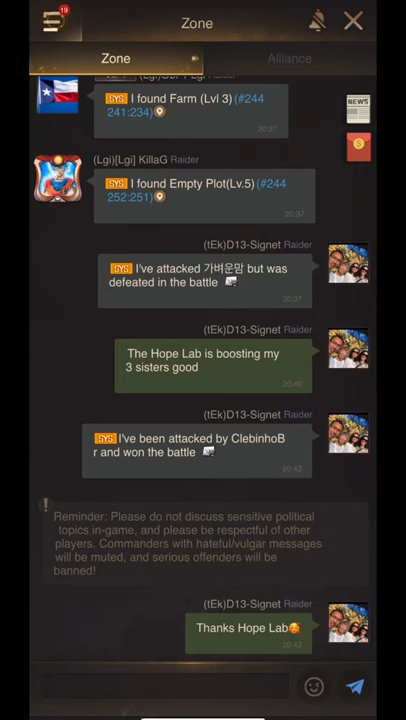 19
Zone
Zone
Alliance
SYS I found Farm (Lvl 3)(#244
241:234)
20:37
NEWS
(Lgi)[Lgi] KillaG Raider
SYS I found Empty Plot(Lv.5)(#244
252:251)
20:37
(tEk)D13-Signet Raider
SYS I've attacked 가벼운맘 but was
defeated in the battle
20:37
(tEk)D13-Signet Raider
The Hope Lab is boosting my
3 sisters good
20:40
(tEk)D13-Signet Raider
SYS I've been attacked by ClebinhoB
r and won the battle
20:43
Reminder: Please do not discuss sensitive political
topics in-game, and please be respectful of other
players. Commanders with hateful/vulgar messages
will be muted, and serious offenders will be
banned!
(tEk)D13-Signet Raider
Thanks Hope Lab🥰
20:43